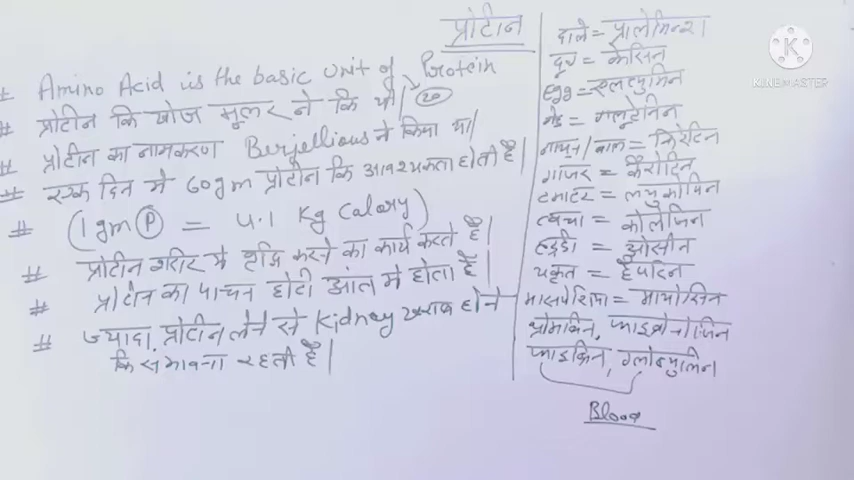 प्रोटीन
# Amino Acid is the basic Unit of Protein
# प्रोटीन कि खोज मूलर ने कि थी| 20
# प्रोटीन का नामकरण Berjellious ने किया था|
# एक दिन मे 60gm प्रोटीन कि आवश्यकता होती है|
# (1gm P = 4.1 Kg Calory)
# प्रोटीन शरिर मे वृद्दि करने का कार्य करते है|
# प्रोटीन का पाचन होटी आंत मे होता है|
# ज्यादा प्रोटीन लेने से Kidney खराब होने
कि संभावना रहती है|
दाले = प्रालेमिन्स|
दूध = केसिन
egg = एलब्युमिन
गेहु = ग्लूटेनिन
नाखून/बाल = किरेटिन
गाजर = कैरोटिन
टमाटर = लयूकोपिन
त्वचा = कोलेजिन
हड्डी = ओसीन
यकृत = हैपरिन
मासपेशिया = मायोसिन
थ्रोमबिन, फाइब्रोनोजिन
फाइब्रिन, ग्लोब्युलिन
Blood
KINEMASTER